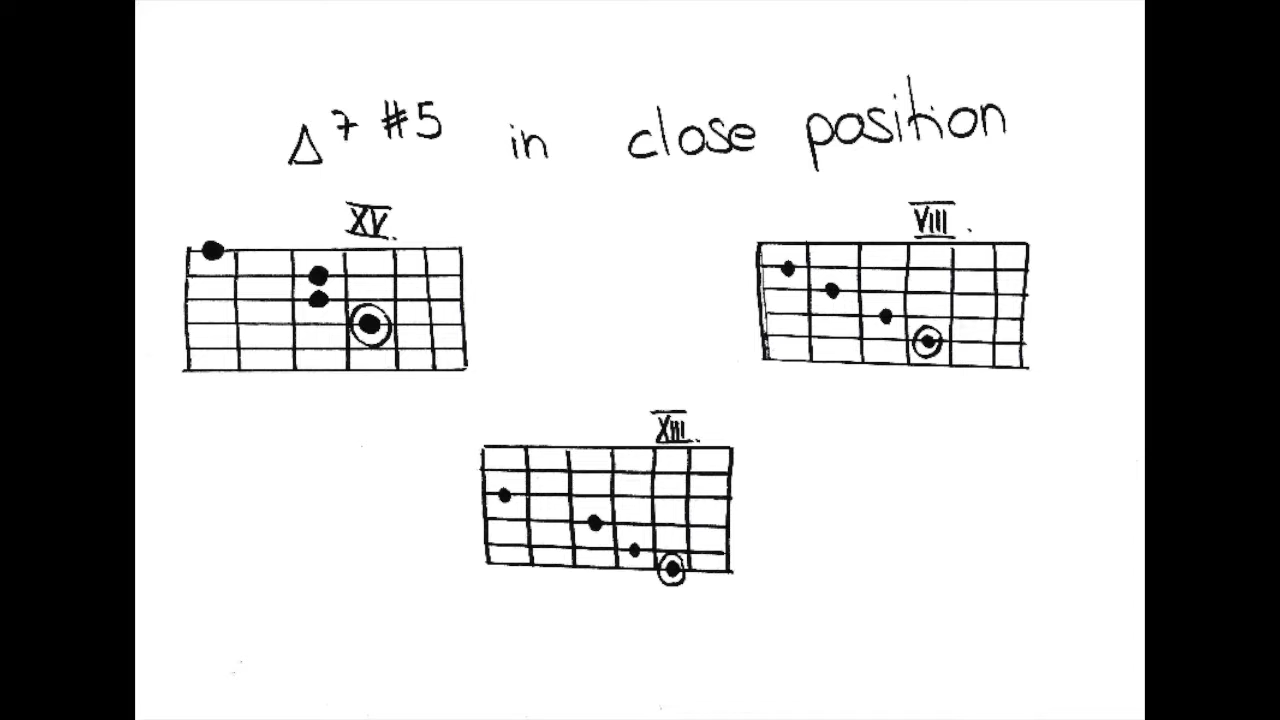 Δ7 #5 in close position
XV.
VIII.
XIII.